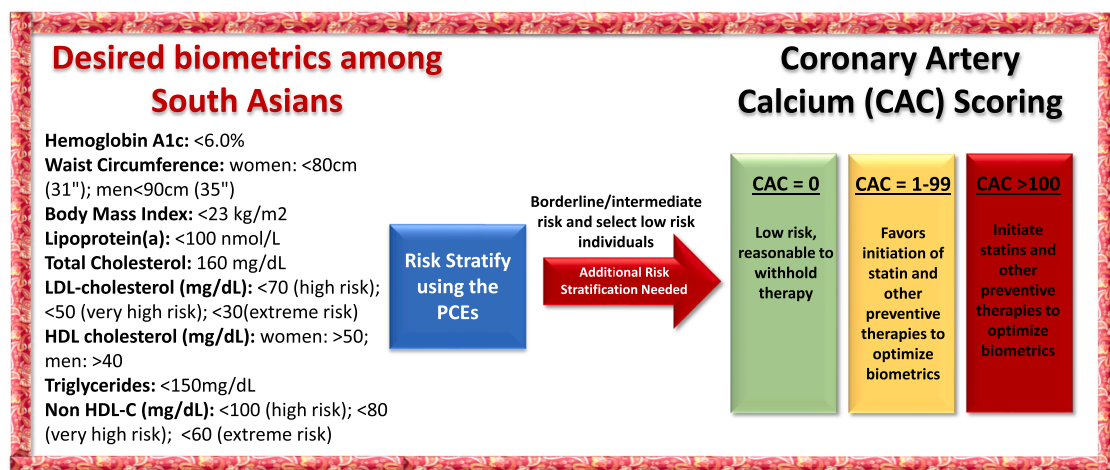 Desired biometrics among
South Asians
Hemoglobin A1c: <6.0%
Waist Circumference: women: <80cm
(31"); men<90cm (35")
Body Mass Index: <23 kg/m2
Lipoprotein(a): <100 nmol/L
Total Cholesterol: 160 mg/dL
LDL-cholesterol (mg/dL): <70 (high risk);
<50 (very high risk); <30(extreme risk)
HDL cholesterol (mg/dL): women: >50;
men: >40
Triglycerides: <150mg/dL
Non HDL-C (mg/dL): <100 (high risk); <80
(very high risk);  <60 (extreme risk)
Risk Stratify
using the
PCEs
Borderline/intermediate
risk and select low risk
individuals
Additional Risk
Stratification Needed
Coronary Artery
Calcium (CAC) Scoring
CAC = 0
Low risk,
reasonable to
withhold
therapy
CAC = 1-99
Favors
initiation of
statin and
other
preventive
therapies to
optimize
biometrics
CAC >100
Initiate
statins and
other
preventive
therapies to
optimize
biometrics